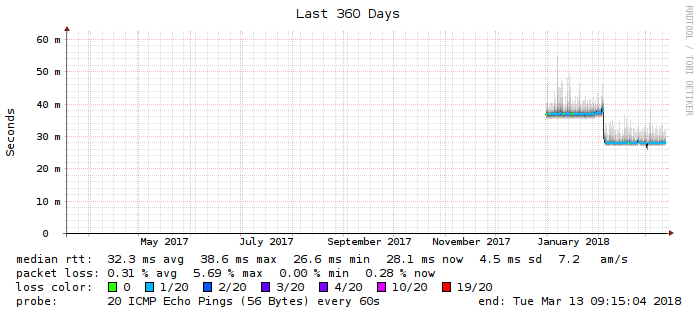 Last 360 Days
RRDTOOL / TOBI OETIKER
60 m
50 m
40 m
30 m
20 m
10 m
0
Seconds
May 2017 July 2017 September 2017 November 2017 January 2018
median rtt: 32.3 ms avg 38.6 ms max 26.6 ms min 28.1 ms now 4.5 ms sd 7.2 am/s
packet loss: 0.31 % avg 5.69 % max 0.00 % min 0.28 % now
loss color: 0 1/20 2/20 3/20 4/20 10/20 19/20
probe: 20 ICMP Echo Pings (56 Bytes) every 60s end: Tue Mar 13 09:15:04 2018